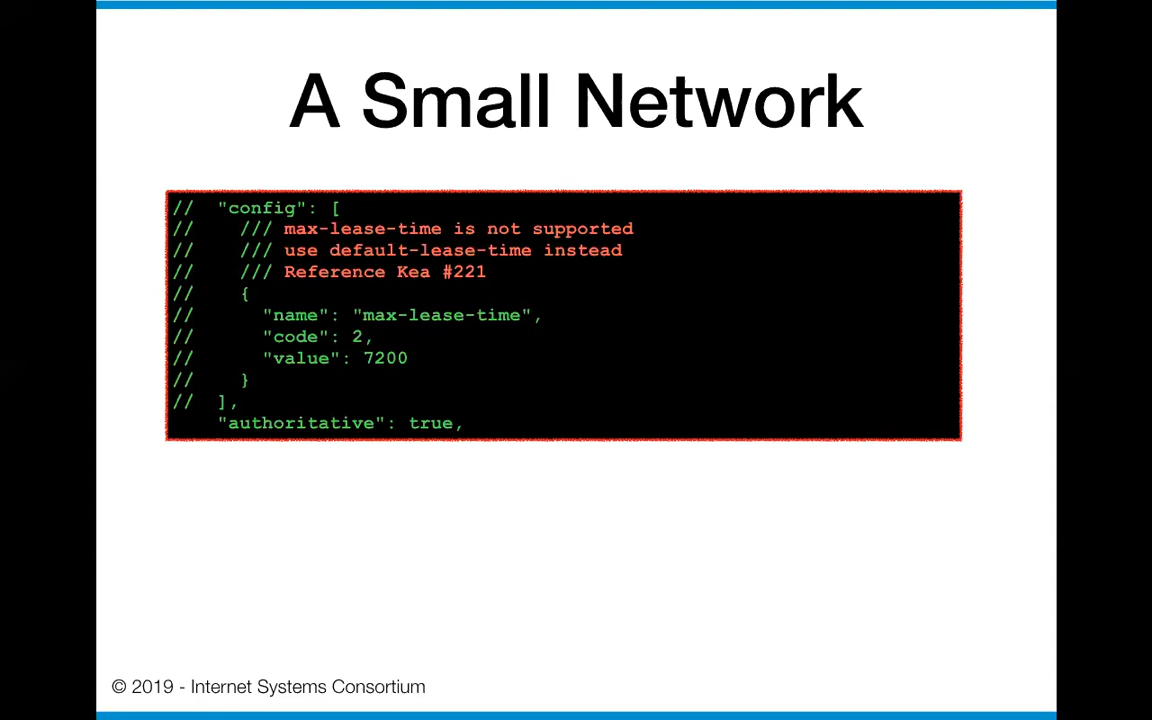 A Small Network
//  "config": [
//    /// max-lease-time is not supported
//    /// use default-lease-time instead
//    /// Reference Kea #221
//    {
//      "name": "max-lease-time",
//      "code": 2,
//      "value": 7200
//    }
//  ],
    "authoritative": true,
© 2019 - Internet Systems Consortium